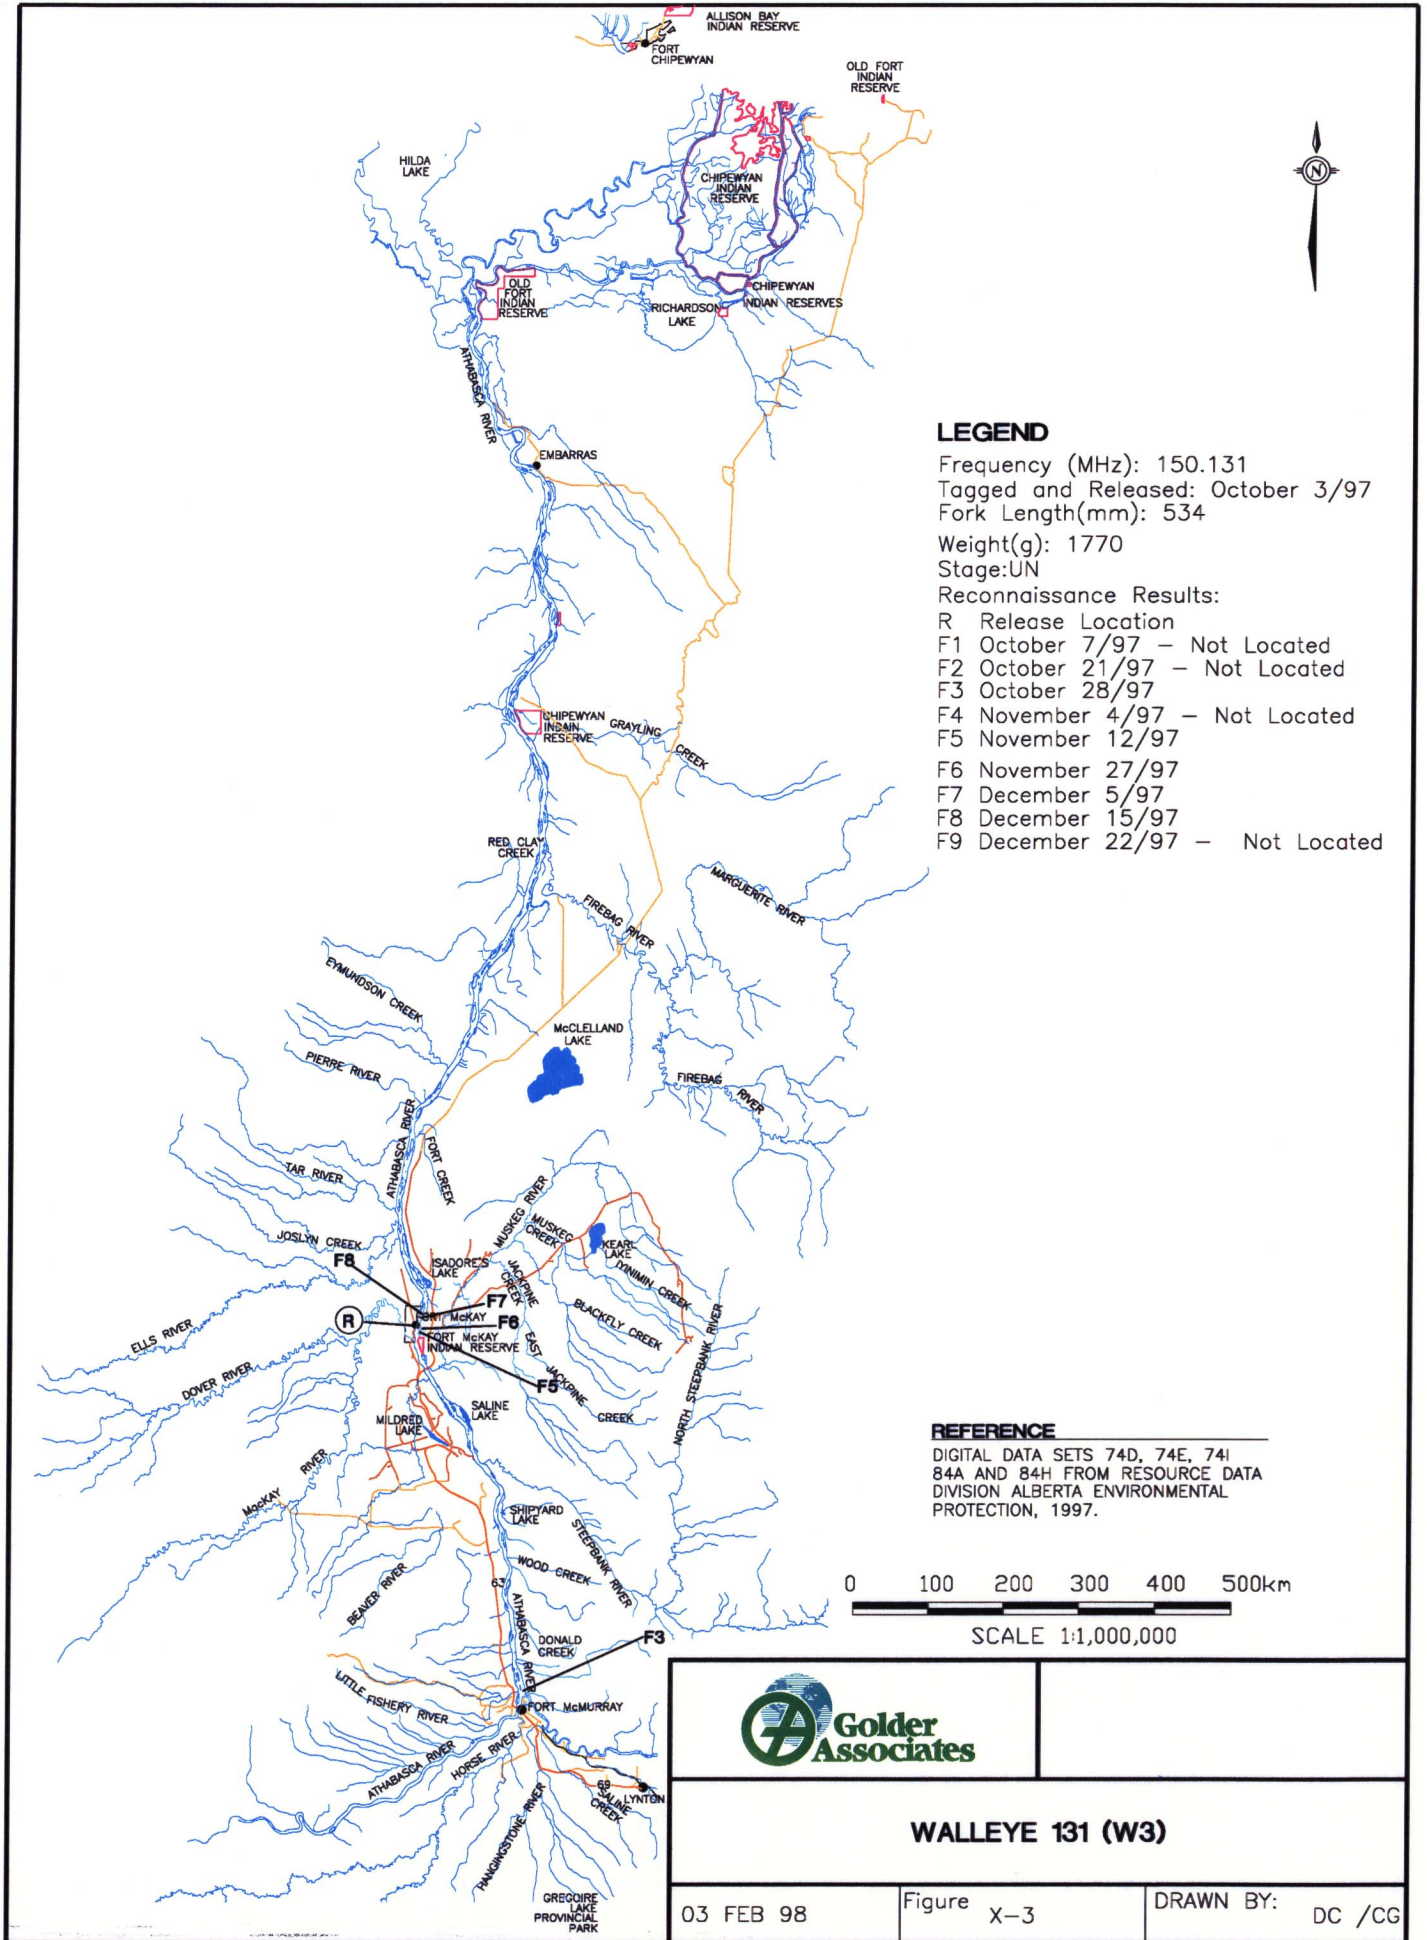 ALLISON BAY
INDIAN RESERVE
FORT
CHIPEWYAN
OLD FORT
INDIAN
RESERVE
HILDA
LAKE
N
CHIPEWYAN
INDIAN
RESERVE
OLD
FORT
INDIAN
RESERVE
CHIPEWYAN
INDIAN RESERVES
RICHARDSON
LAKE
ATHABASCA RIVER
EMBARRAS
LEGEND
Frequency (MHz): 150.131
Tagged and Released: October 3/97
Fork Length(mm): 534
Weight(g): 1770
Stage:UN
Reconnaissance Results:
R Release Location
F1 October 7/97 — Not Located
F2 October 21/97 — Not Located
F3 October 28/97
F4 November 4/97 — Not Located
F5 November 12/97
F6 November 27/97
F7 December 5/97
F8 December 15/97
F9 December 22/97 — Not Located
CHIPEWYAN
INDAIN
RESERVE
GRAYLING
CREEK
RED CLAY
CREEK
MARGUERITE RIVER
FIREBAG RIVER
EYMUNDSON CREEK
McCLELLAND
LAKE
PIERRE RIVER
FIREBAG RIVER
ATHABASCA RIVER
FORT CREEK
TAR RIVER
MUSKEG RIVER
MUSKEG
CREEK
JOSLYN CREEK
KEARL
LAKE
F8
ISADORE'S
LAKE
JACKPINE
CREEK
IYINIMIN CREEK
F7
BLACKFLY CREEK
R
FORT McKAY
F6
ELLS RIVER
FORT McKAY
INDIAN RESERVE
EAST
JACKPINE
CREEK
NORTH STEEPBANK RIVER
DOVER RIVER
F5
SALINE
LAKE
MILDRED
LAKE
REFERENCE
DIGITAL DATA SETS 74D, 74E, 74I
84A AND 84H FROM RESOURCE DATA
DIVISION ALBERTA ENVIRONMENTAL
PROTECTION, 1997.
MacKAY
RIVER
SHIPYARD
LAKE
STEEPBANK RIVER
WOOD CREEK
63
BEAVER RIVER
ATHABASCA RIVER
0 100 200 300 400 500km
SCALE 1:1,000,000
DONALD
CREEK
F3
LITTLE
FISHERY RIVER
FORT McMURRAY
ATHABASCA RIVER
HORSE RIVER
69
SALINE
CREEK
LYNTON
HANGINGSTONE RIVER
GREGOIRE
LAKE
PROVINCIAL
PARK
Golder
Associates
WALLEYE 131 (W3)
03 FEB 98
Figure X-3
DRAWN BY: DC /CG